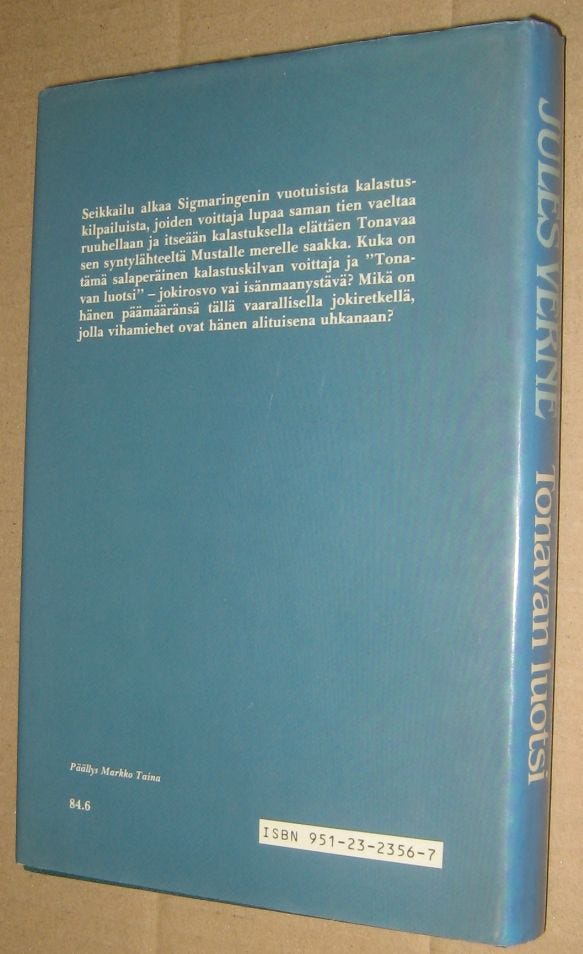 Seikkailu alkaa Sigmaringenin vuotuisista kalastus-
kilpailuista, joiden voittaja lupaa saman tien vaeltaa
ruuhellaan ja itseään kalastuksella elättäen Tonavaa
sen syntylähteeltä Mustalle merelle saakka. Kuka on
tämä salaperäinen kalastuskilvan voittaja ja ”Tona-
van luotsi” – jokirosvo vai isänmaanystävä? Mikä on
hänen päämääränsä tällä vaarallisella jokiretkellä,
jolla vihamiehet ovat hänen alituisena uhkanaan?
Päällys Markko Taina
84.6
ISBN 951-23-2356-7
JULES VERNE Tonavan luotsi